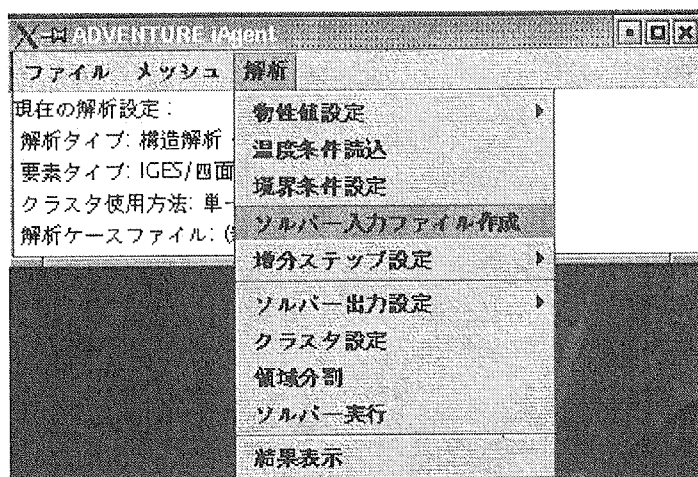 ADVENTURE iAgent
ファイル メッシュ 解析
現在の解析設定 :
解析タイプ: 構造解析
要素タイプ: IGES/四面
クラスタ使用方法: 単一
解析ケースファイル: (
物性値設定
温度条件読込
境界条件設定
ソルバー入力ファイル作成
増分ステップ設定
ソルバー出力設定
クラスタ設定
領域分割
ソルバー実行
結果表示